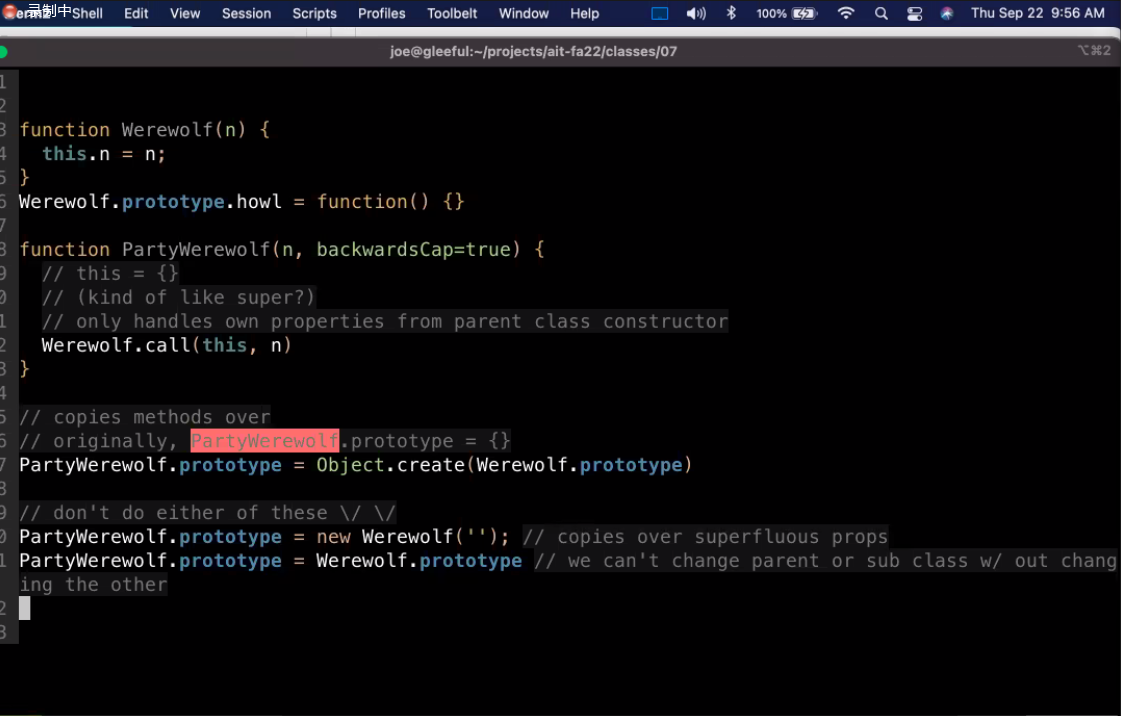 录制中 Shell Edit View Session Scripts Profiles Toolbelt Window Help 100% Thu Sep 22 9:56 AM
joe@gleeful:~/projects/ait-fa22/classes/07 ⌥⌘2
1
2
3 function Werewolf(n) {
4   this.n = n;
5 }
6 Werewolf.prototype.howl = function() {}
7
8 function PartyWerewolf(n, backwardsCap=true) {
9   // this = {}
0   // (kind of like super?)
1   // only handles own properties from parent class constructor
2   Werewolf.call(this, n)
3 }
4
5 // copies methods over
6 // originally, PartyWerewolf.prototype = {}
7 PartyWerewolf.prototype = Object.create(Werewolf.prototype)
8
9 // don't do either of these \/ \/
0 PartyWerewolf.prototype = new Werewolf(''); // copies over superfluous props
1 PartyWerewolf.prototype = Werewolf.prototype // we can't change parent or sub class w/ out chang
ing the other
2
3